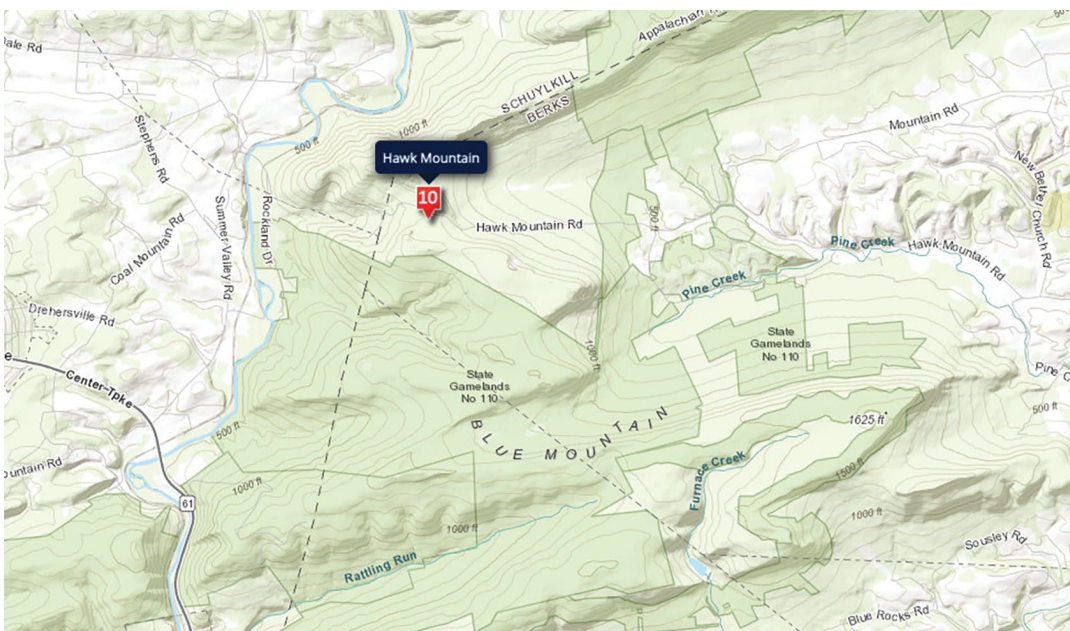 Appalachian
50
Dale Rd
SCHUYLKILL
BERKS
1000 ft
500 ft
Mountain Rd
Stephens Rd
Hawk Mountain
10
New Bethel Church Rd
Summer Valley Rd
Rockland Dr
500 ft
Hawk Mountain Rd
Coal Mountain Rd
Pine Creek
Hawk Mountain Rd
Pine Creek
Drehersville Rd
State
Gamelands
No 110
1000 ft
e
Center Tpke
State
Gamelands
No 110
Pine C
500 ft
BLUE MOUNTAIN
1625 ft
500 ft
ountain Rd
Furnace Creek
1500 ft
1000 ft
61
1000 ft
1000 ft
Sousley Rd
Rattling Run
Blue Rocks Rd